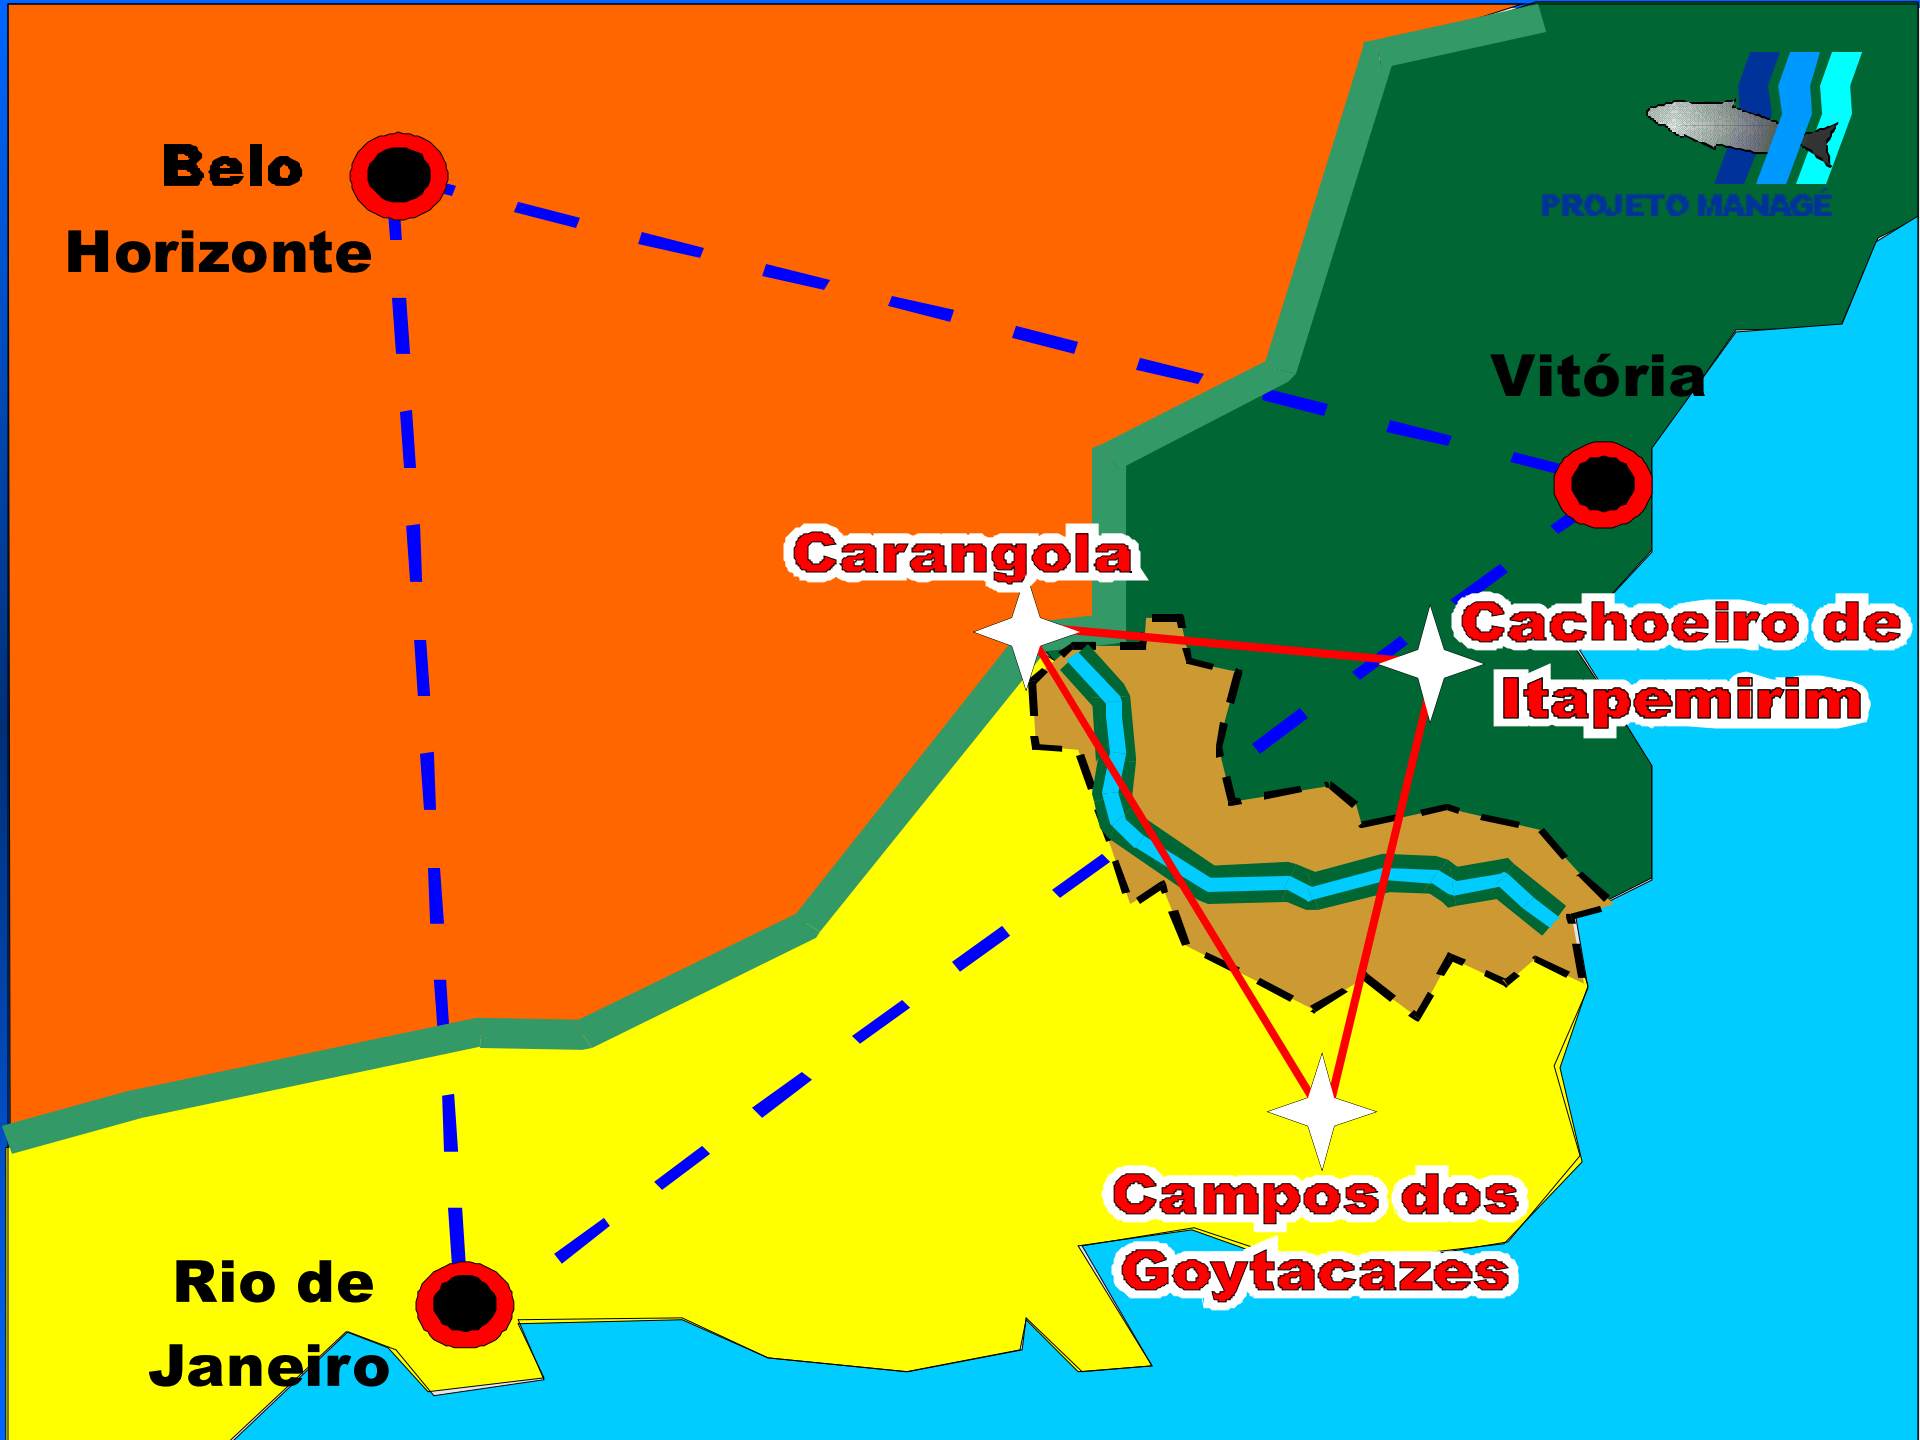 PROJETO MANAGÉ
Belo
Horizonte
Vitória
Carangola
Cachoeiro de
Itapemirim
Campos dos
Goytacazes
Rio de
Janeiro